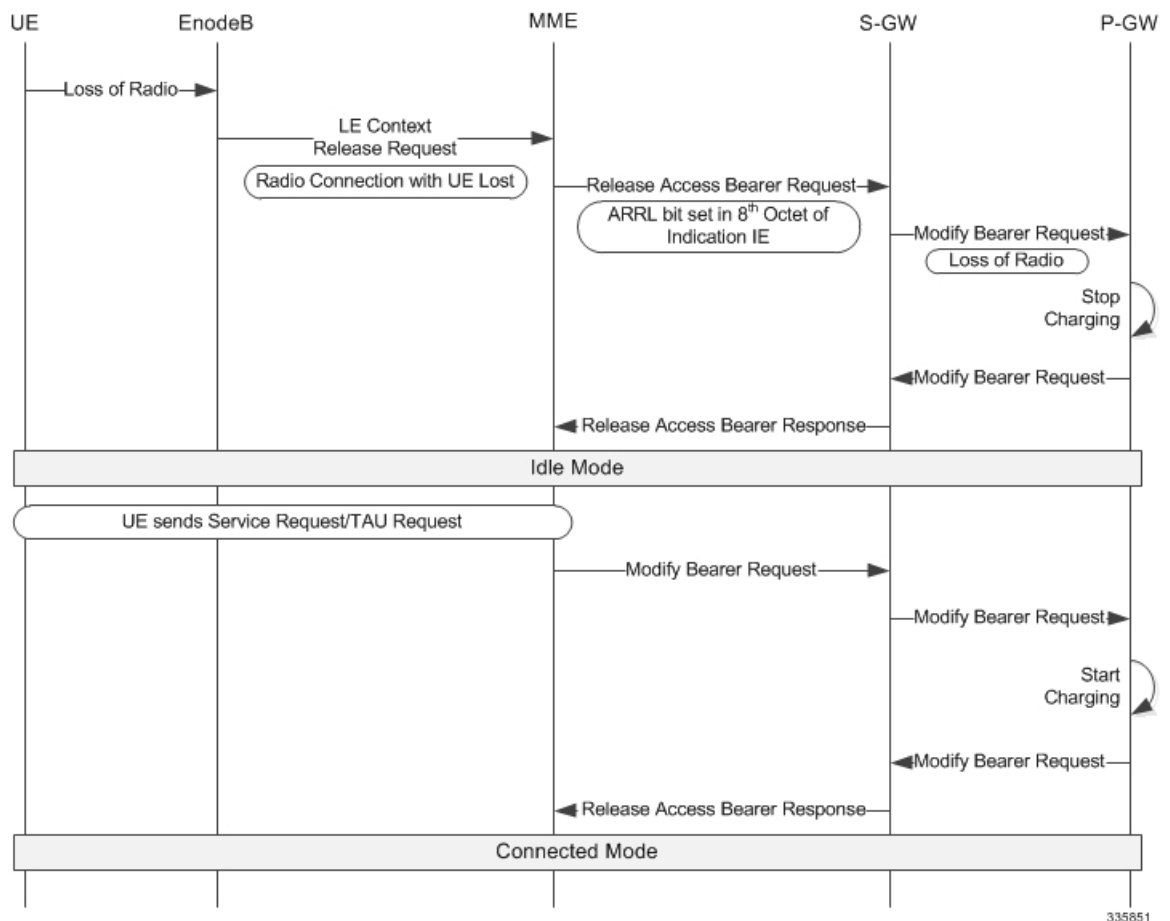 UE EnodeB MME S-GW P-GW
Loss of Radio
LE Context
Release Request
Radio Connection with UE Lost
Release Access Bearer Request
ARRL bit set in 8th Octet of
Indication IE
Modify Bearer Request
Loss of Radio
Stop
Charging
Modify Bearer Request
Release Access Bearer Response
Idle Mode
UE sends Service Request/TAU Request
Modify Bearer Request
Modify Bearer Request
Start
Charging
Modify Bearer Request
Release Access Bearer Response
Connected Mode
335851